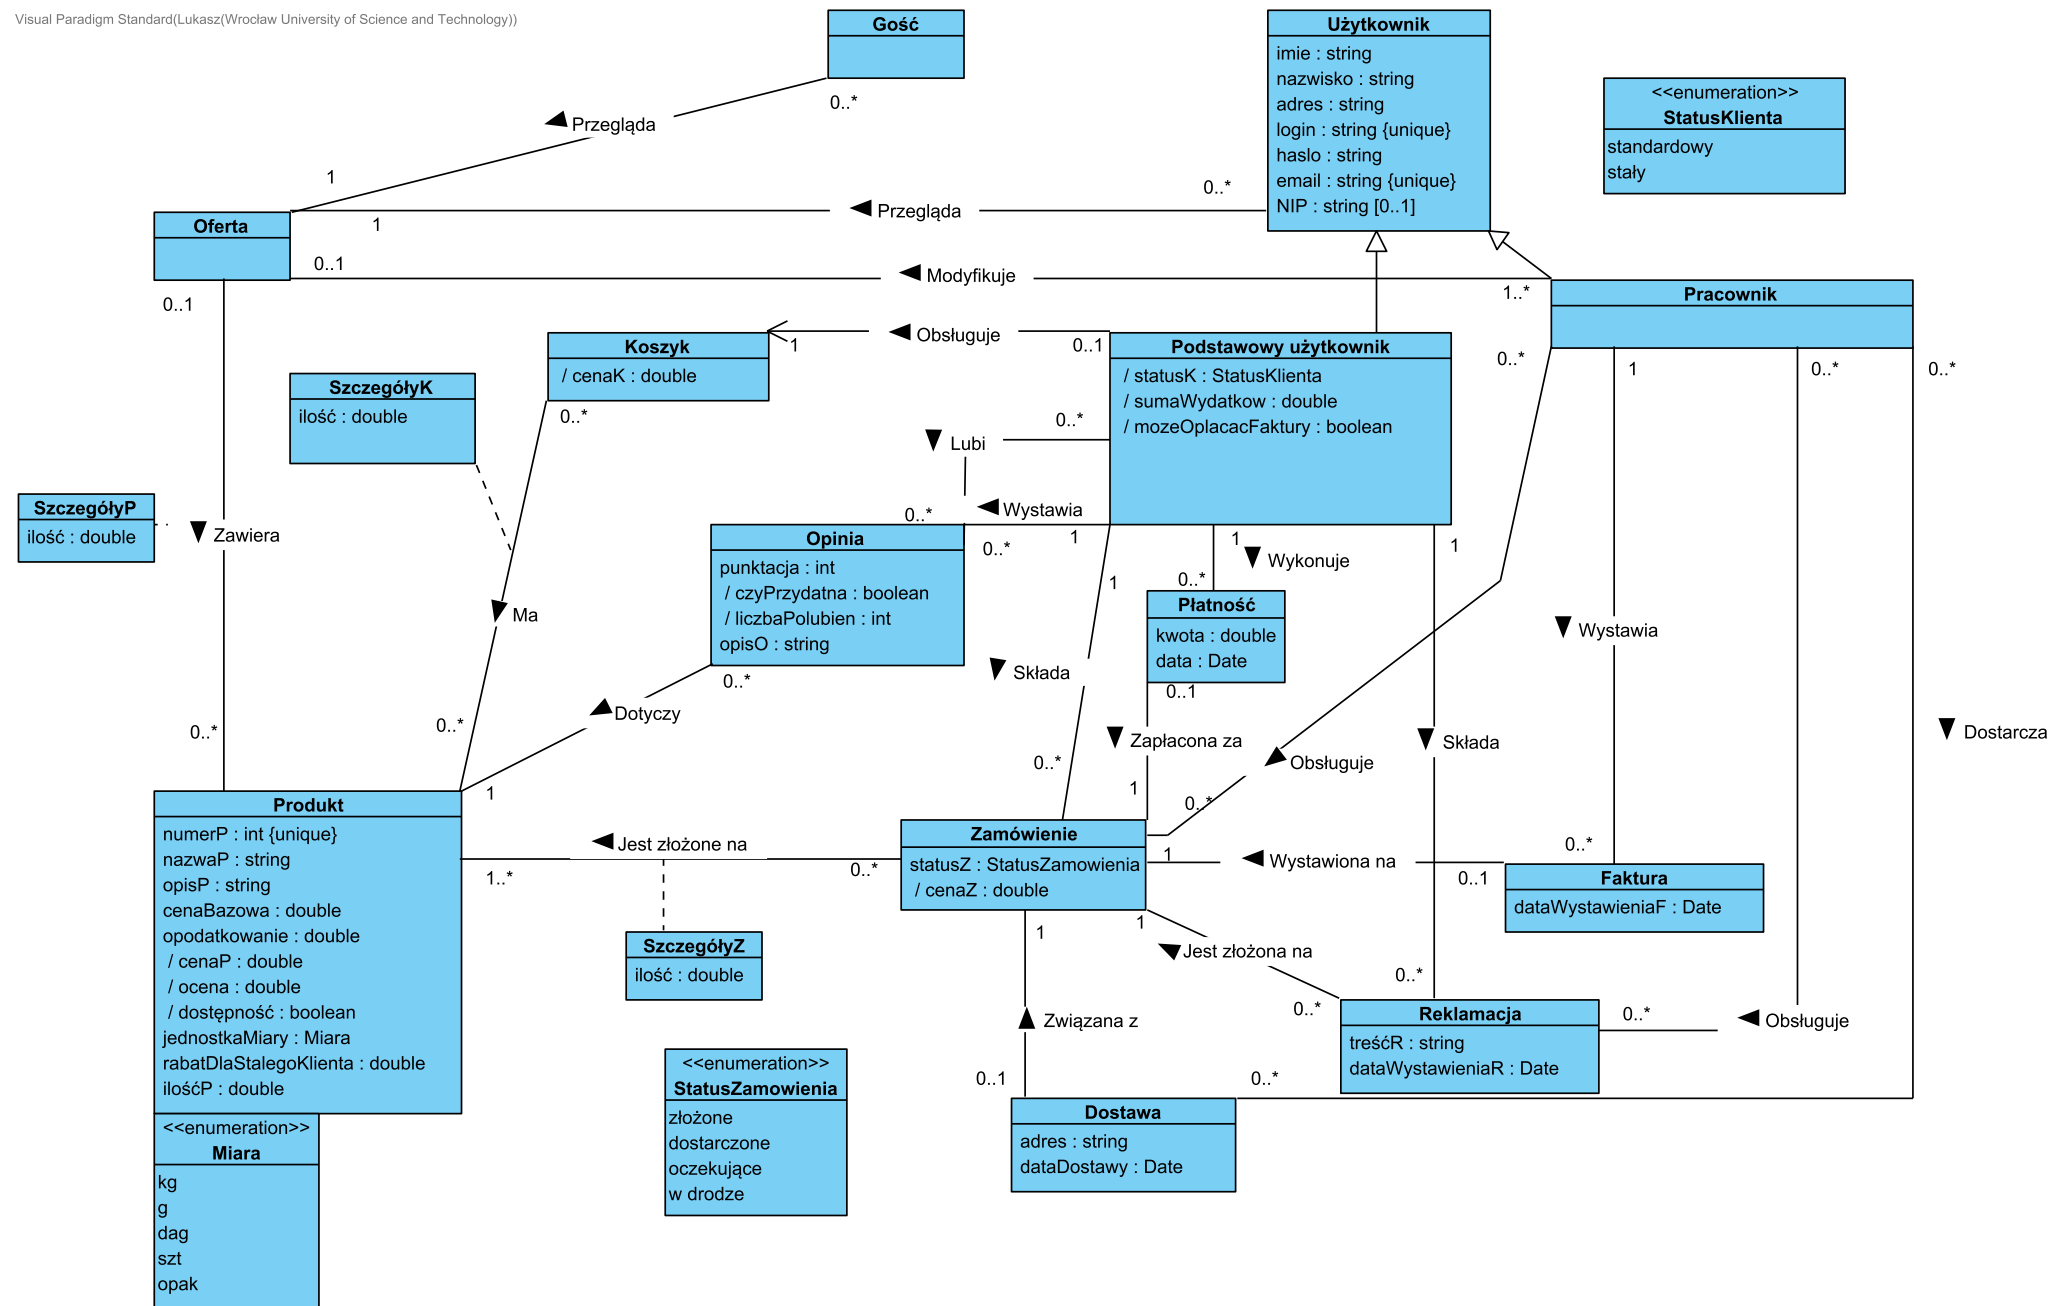 Visual Paradigm Standard(Lukasz(Wrocław University of Science and Technology))
Gość
0..*
Przegląda
1
Użytkownik
imie : string
nazwisko : string
adres : string
login : string {unique}
haslo : string
email : string {unique}
NIP : string [0..1]
<<enumeration>>
StatusKlienta
standardowy
stały
0..*
Przegląda
1
Oferta
0..1
Modyfikuje
1..*
Pracownik
0..1
Zawiera
0..*
Koszyk
/ cenaK : double
1
Obsługuje
0..1
0..*
Podstawowy użytkownik
/ statusK : StatusKlienta
/ sumaWydatkow : double
/ mozeOplacacFaktury : boolean
0..*
1
0..*
0..*
SzczegółyK
ilość : double
SzczegółyP
ilość : double
0..*
Lubi
0..*
Wystawia
0..*
1
Opinia
punktacja : int
/ czyPrzydatna : boolean
/ liczbaPolubien : int
opisO : string
Ma
0..*
0..*
Dotyczy
1
1
Składa
0..*
1
Wykonuje
0..*
Płatność
kwota : double
data : Date
0..1
Zapłacona za
1
1
Składa
0..*
Obsługuje
0..*
Wystawia
0..*
Dostarcza
Produkt
numerP : int {unique}
nazwaP : string
opisP : string
cenaBazowa : double
opodatkowanie : double
/ cenaP : double
/ ocena : double
/ dostępność : boolean
jednostkaMiary : Miara
rabatDlaStalegoKlienta : double
ilośćP : double
Jest złożone na
1..*
0..*
SzczegółyZ
ilość : double
Zamówienie
statusZ : StatusZamowienia
/ cenaZ : double
1
Wystawiona na
0..1
Faktura
dataWystawieniaF : Date
1
Jest złożona na
0..*
1
Związana z
0..1
Reklamacja
treśćR : string
dataWystawieniaR : Date
0..*
Obsługuje
0..*
Dostawa
adres : string
dataDostawy : Date
<<enumeration>>
StatusZamowienia
złożone
dostarczone
oczekujące
w drodze
<<enumeration>>
Miara
kg
g
dag
szt
opak